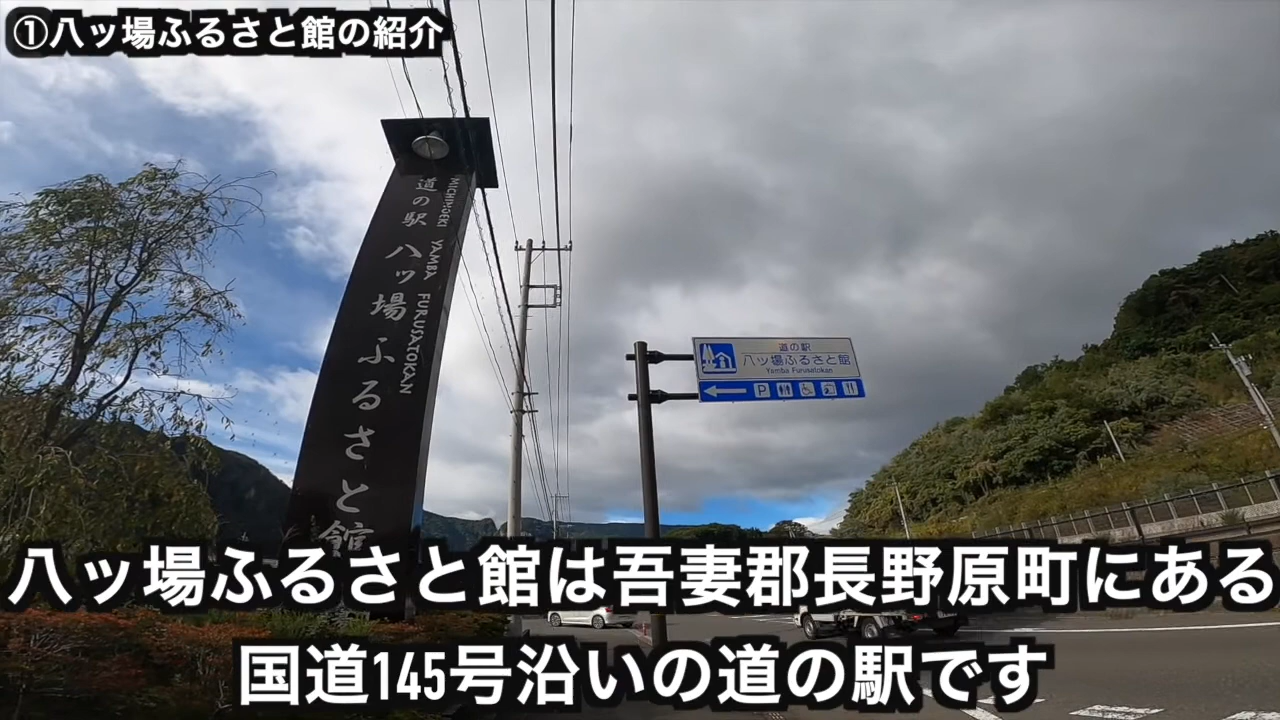 ①八ッ場ふるさと館の紹介
道の駅 八ッ場ふるさと館
MICHINOEKI YAMBA FURUSATOKAN
道の駅
八ッ場ふるさと館
Yamba Furusatokan
P
八ッ場ふるさと館は吾妻郡長野原町にある
国道145号沿いの道の駅です